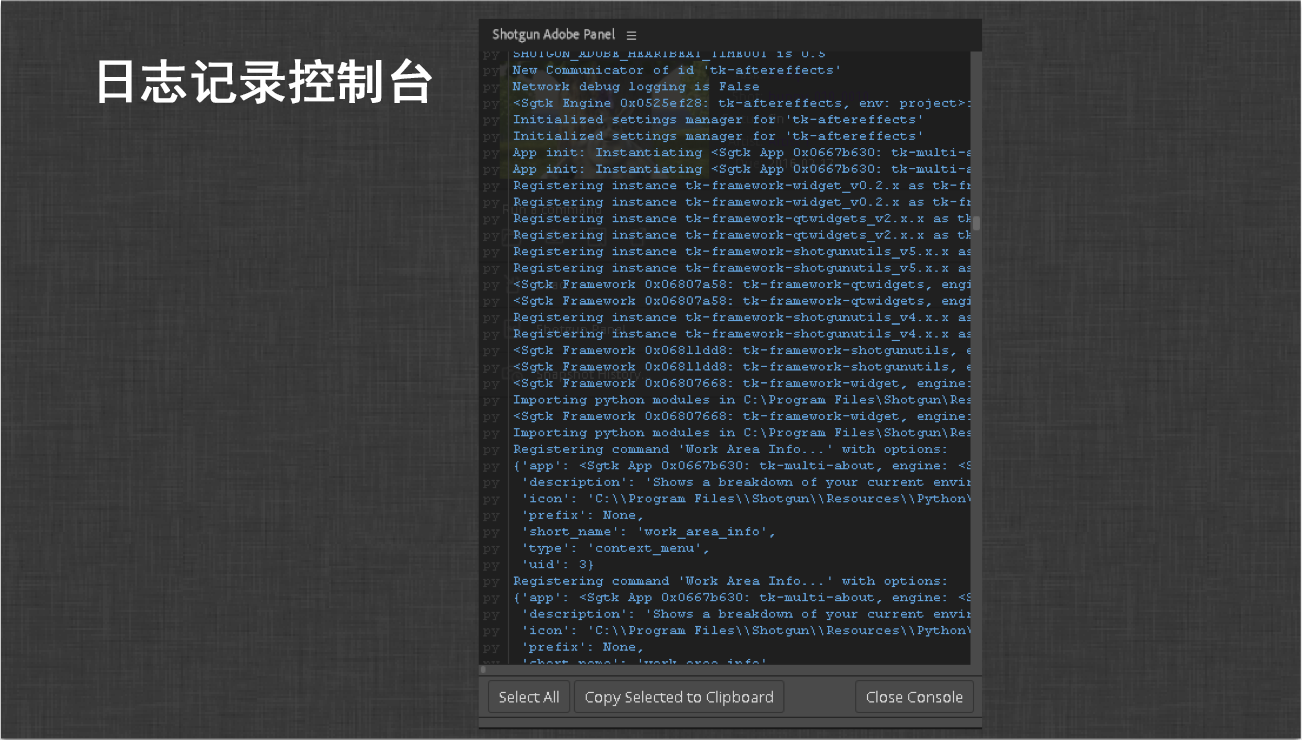 日志记录控制台
Shotgun Adobe Panel
py SHOTGUN_ADOBE_HEARTBEAT_TIMEOUT is 0.5
py New Communicator of id 'tk-aftereffects'
py Network debug logging is False
py <Sgtk Engine 0x0525ef28: tk-aftereffects, env: project>:
py Initialized settings manager for 'tk-aftereffects'
py Initialized settings manager for 'tk-aftereffects'
py App init: Instantiating <Sgtk App 0x0667b630: tk-multi-a
py App init: Instantiating <Sgtk App 0x0667b630: tk-multi-a
py Registering instance tk-framework-widget_v0.2.x as tk-fr
py Registering instance tk-framework-widget_v0.2.x as tk-fr
py Registering instance tk-framework-qtwidgets_v2.x.x as tk
py Registering instance tk-framework-qtwidgets_v2.x.x as tk
py Registering instance tk-framework-shotgunutils_v5.x.x as
py Registering instance tk-framework-shotgunutils_v5.x.x as
py <Sgtk Framework 0x06807a58: tk-framework-qtwidgets, engi
py <Sgtk Framework 0x06807a58: tk-framework-qtwidgets, engi
py Registering instance tk-framework-shotgunutils_v4.x.x as
py Registering instance tk-framework-shotgunutils_v4.x.x as
py <Sgtk Framework 0x06811dd8: tk-framework-shotgunutils, e
py <Sgtk Framework 0x06811dd8: tk-framework-shotgunutils, e
py <Sgtk Framework 0x06807668: tk-framework-widget, engine:
py Importing python modules in C:\Program Files\Shotgun\Res
py <Sgtk Framework 0x06807668: tk-framework-widget, engine:
py Importing python modules in C:\Program Files\Shotgun\Res
py Registering command 'Work Area Info...' with options:
py {'app': <Sgtk App 0x0667b630: tk-multi-about, engine: <S
py 'description': 'Shows a breakdown of your current envir
py 'icon': 'C:\\Program Files\\Shotgun\\Resources\\Python\
py 'prefix': None,
py 'short_name': 'work_area_info',
py 'type': 'context_menu',
py 'uid': 3}
py Registering command 'Work Area Info...' with options:
py {'app': <Sgtk App 0x0667b630: tk-multi-about, engine: <S
py 'description': 'Shows a breakdown of your current envir
py 'icon': 'C:\\Program Files\\Shotgun\\Resources\\Python\
py 'prefix': None,
py 'short_name': 'work_area_info'
Select All Copy Selected to Clipboard Close Console